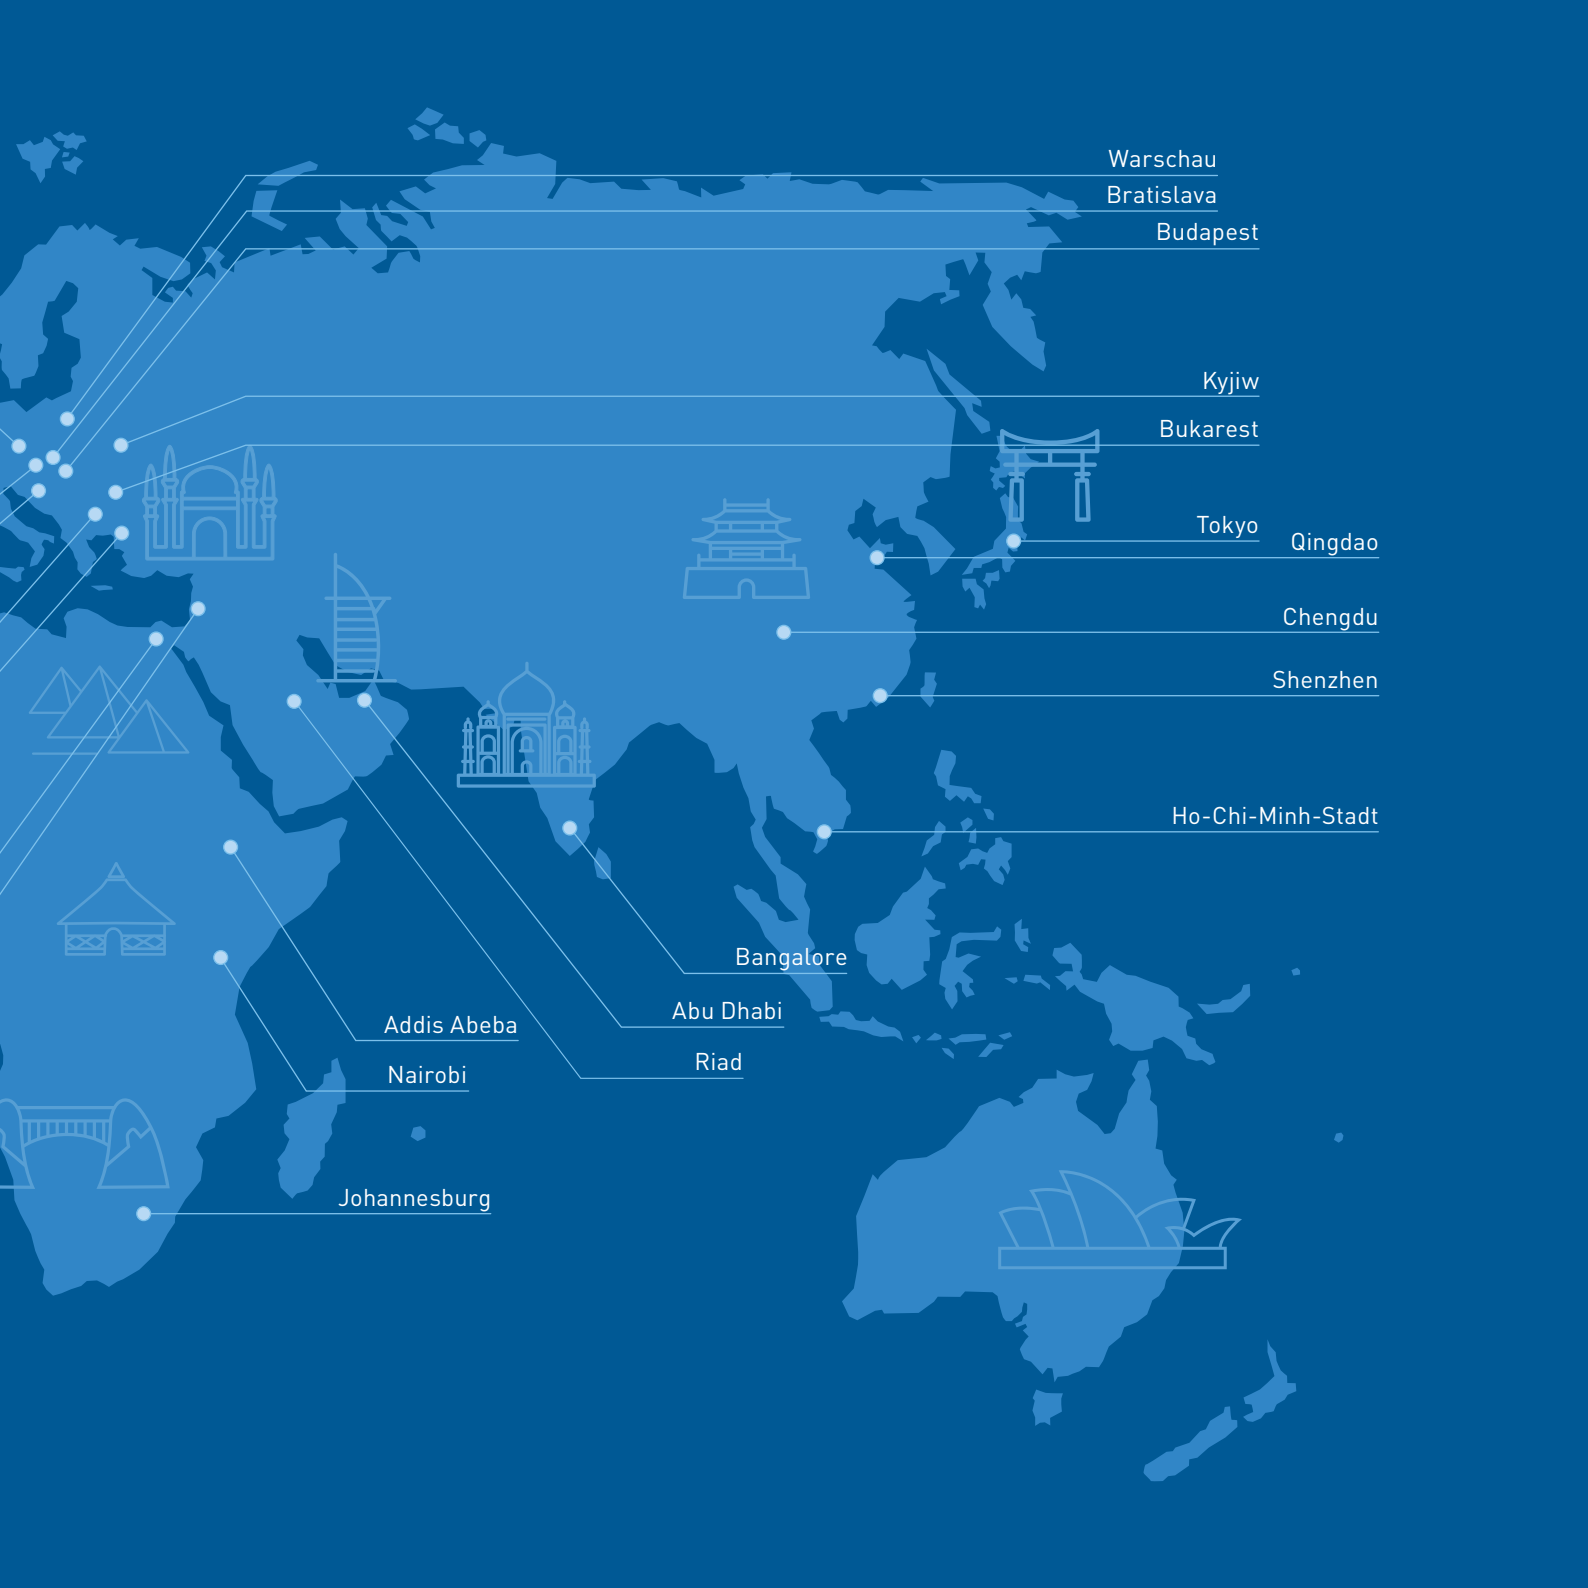 Warschau
Bratislava
Budapest
Kyjiw
Bukarest
Tokyo
Qingdao
Chengdu
Shenzhen
Ho-Chi-Minh-Stadt
Bangalore
Abu Dhabi
Addis Abeba
Riad
Nairobi
Johannesburg